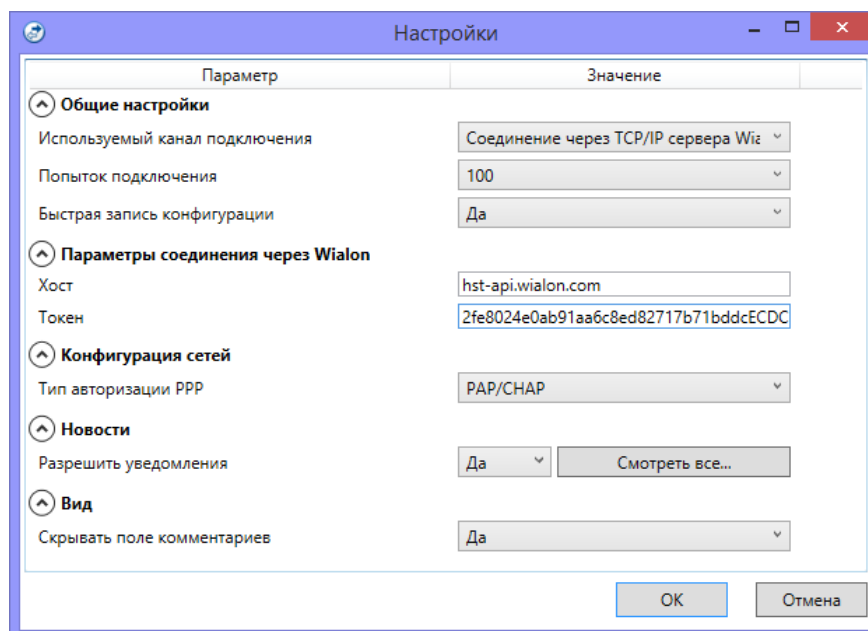 Настройки
Параметр Значение
Общие настройки
Используемый канал подключения Соединение через TCP/IP сервера Wia
Попыток подключения 100
Быстрая запись конфигурации Да
Параметры соединения через Wialon
Хост hst-api.wialon.com
Токен 2fe8024e0ab91aa6c8ed82717b71bddcECDC
Конфигурация сетей
Тип авторизации PPP PAP/CHAP
Новости
Разрешить уведомления Да Смотреть все...
Вид
Скрывать поле комментариев Да
OK Отмена